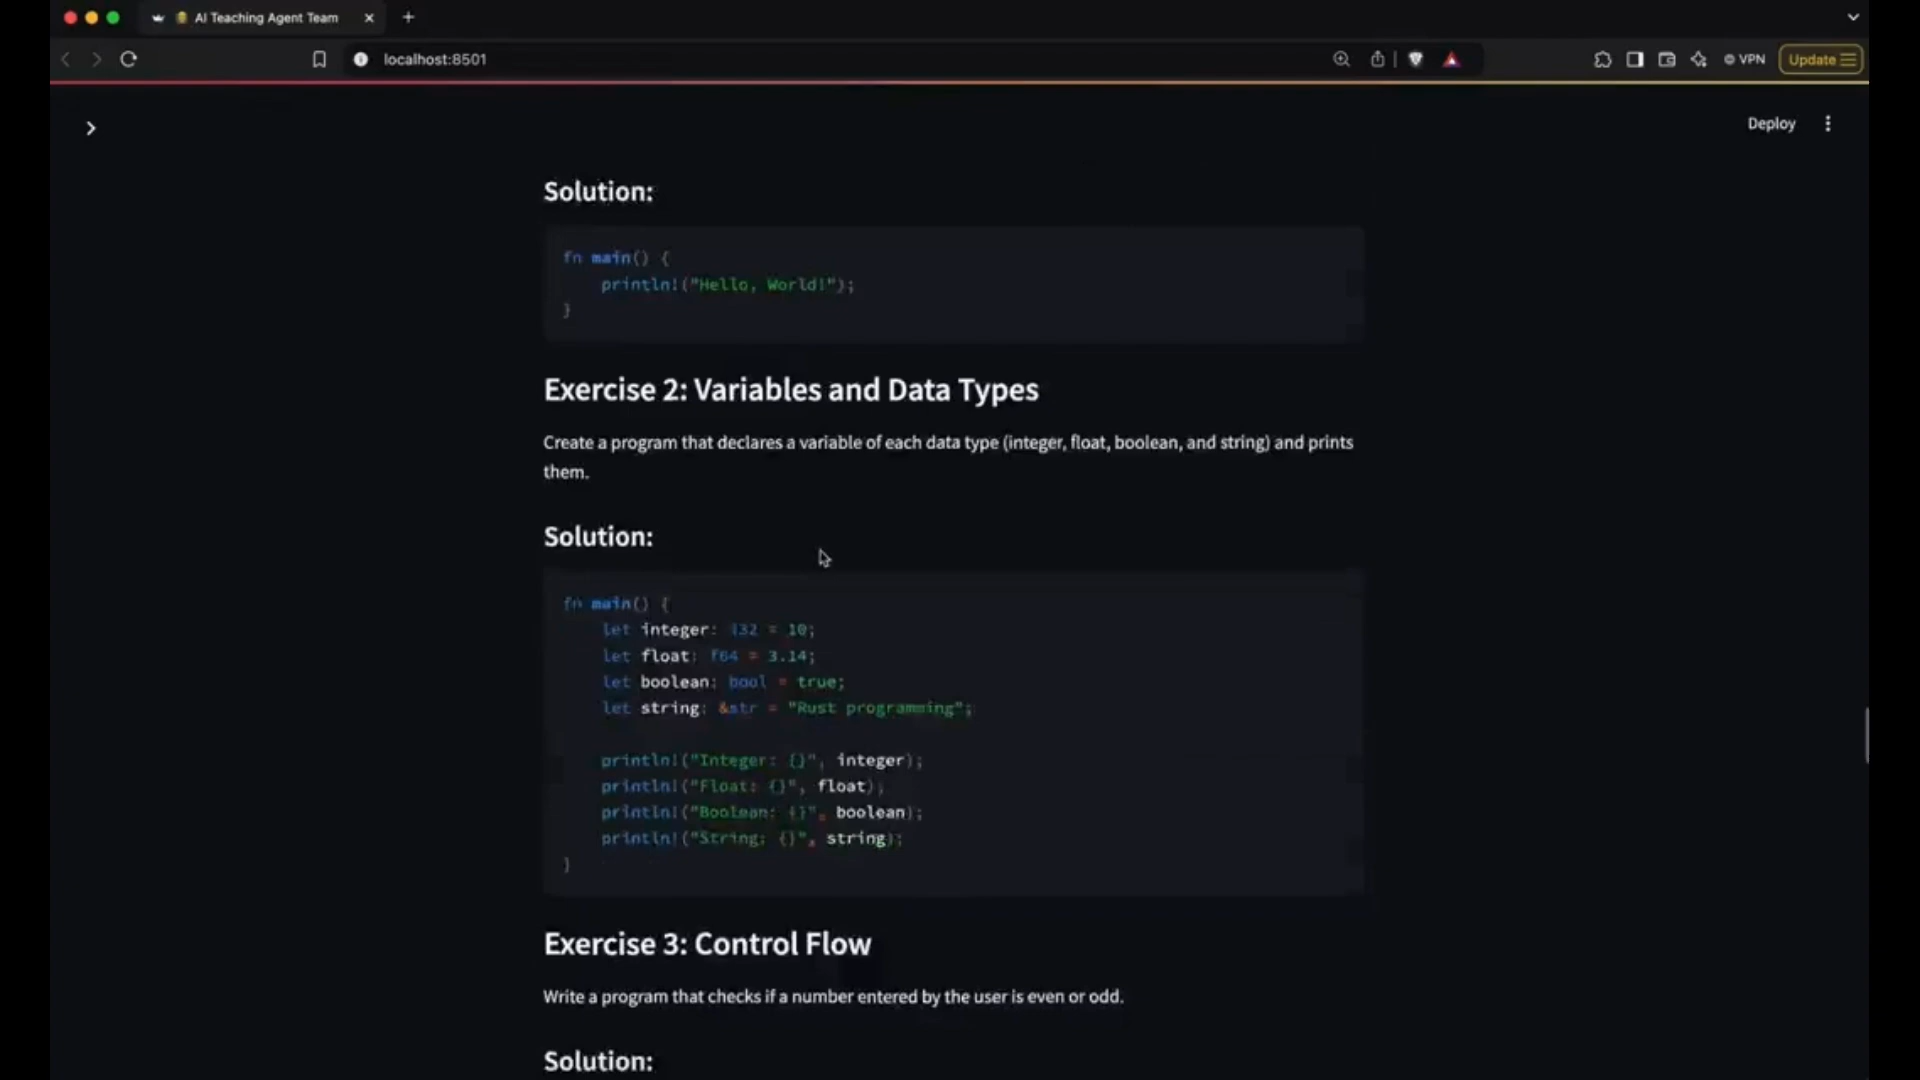 AI Teaching Agent Team
localhost:8501
VPN
Update
Deploy
Solution:
fn main() {
    println!("Hello, World!");
}
Exercise 2: Variables and Data Types
Create a program that declares a variable of each data type (integer, float, boolean, and string) and prints
them.
Solution:
fn main() {
    let integer: i32 = 10;
    let float: f64 = 3.14;
    let boolean: bool = true;
    let string: &str = "Rust programming";
    println!("Integer: {}", integer);
    println!("Float: {}", float);
    println!("Boolean: {}", boolean);
    println!("String: {}", string);
}
Exercise 3: Control Flow
Write a program that checks if a number entered by the user is even or odd.
Solution: